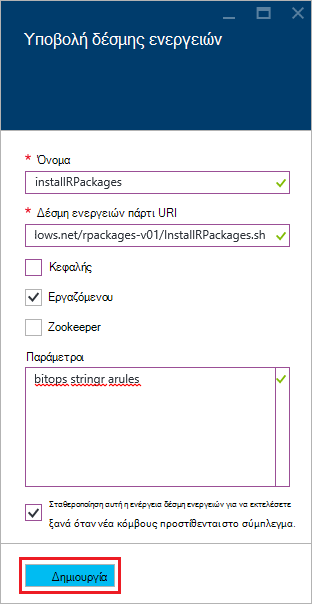 Υποβολή δέσμης ενεργειών
* Όνομα
installRPackages
* Δέσμη ενεργειών πάρτι URI
lows.net/rpackages-v01/InstallRPackages.sh
Κεφαλής
Εργαζόμενου
Zookeeper
Παράμετροι
bitops stringr arules
Σταθεροποίηση αυτή η ενέργεια δέσμη ενεργειών για να εκτελέσετε
ξανά όταν νέα κόμβους προστίθενται στο σύμπλεγμα.
Δημιουργία